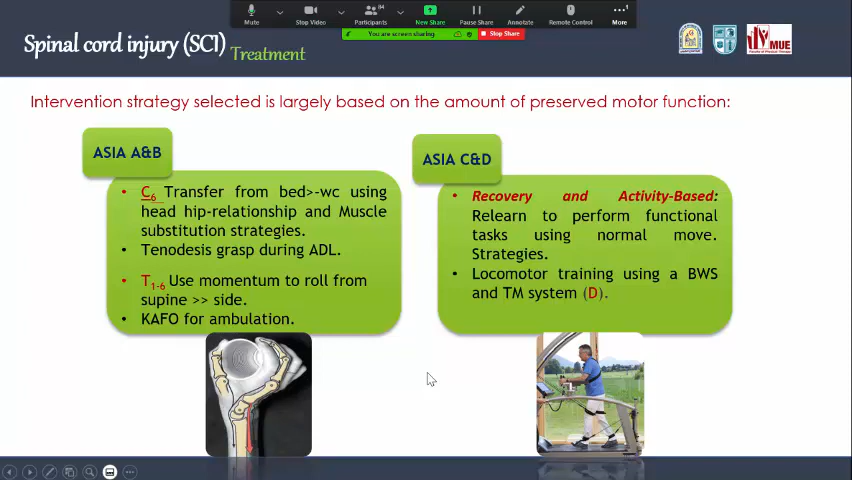 Mute
Stop Video
Participants
New Share
Pause Share
Annotate
Remote Control
More
You are screen sharing
Stop Share
Spinal cord injury (SCI) Treatment
MUE
Intervention strategy selected is largely based on the amount of preserved motor function:
ASIA A&B
• C6 Transfer from bed>-wc using
head hip-relationship and Muscle
substitution strategies.
• Tenodesis grasp during ADL.
• T1-6 Use momentum to roll from
supine >> side.
• KAFO for ambulation.
ASIA C&D
• Recovery and Activity-Based:
Relearn to perform functional
tasks using normal move.
Strategies.
• Locomotor training using a BWS
and TM system (D).